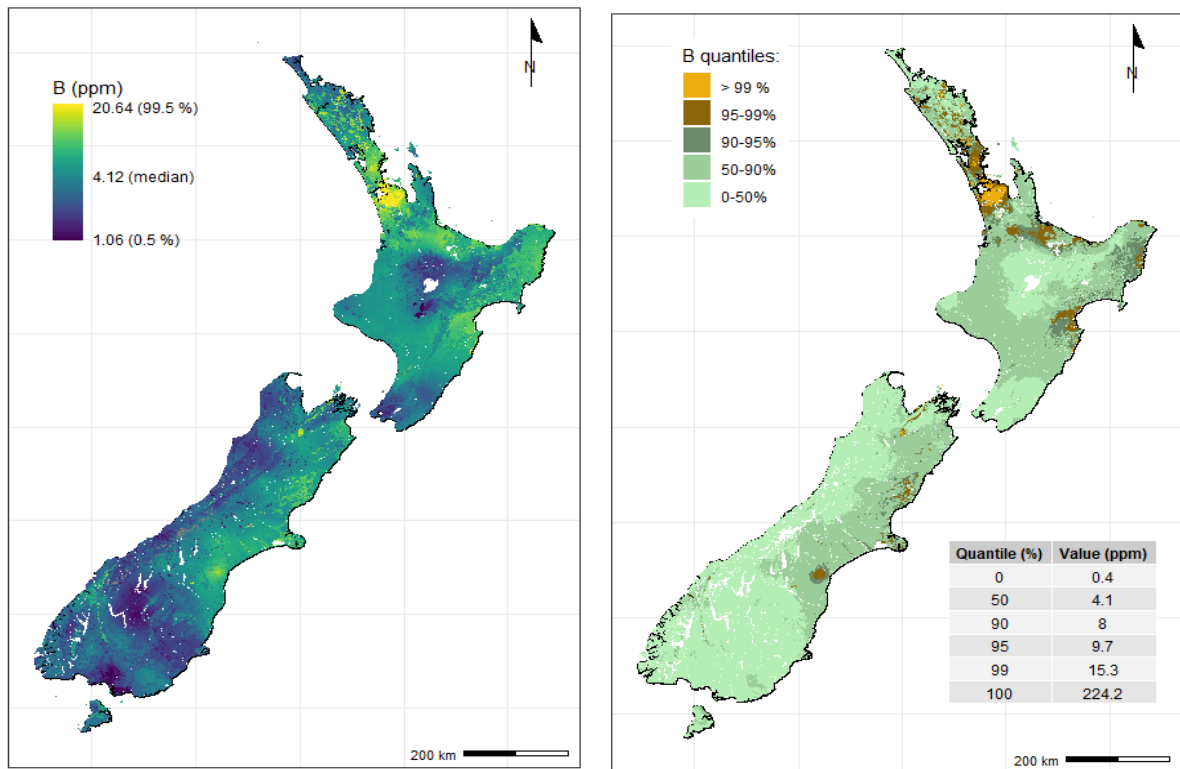 N
B (ppm)
20.64 (99.5 %)
4.12 (median)
1.06 (0.5 %)
200 km
N
B quantiles:
> 99 %
95-99%
90-95%
50-90%
0-50%
Quantile (%) Value (ppm)
0 0.4
50 4.1
90 8
95 9.7
99 15.3
100 224.2
200 km